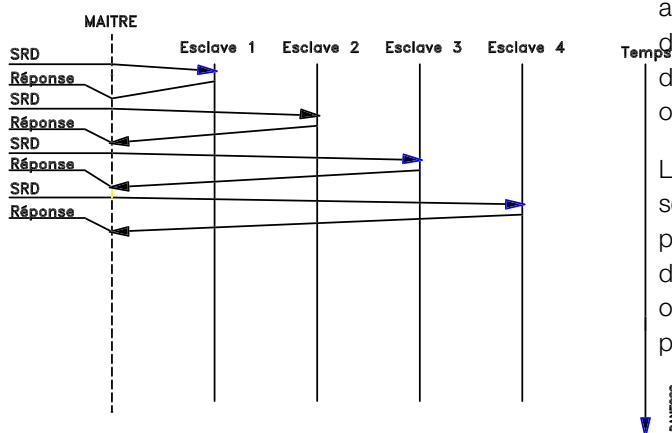 MAITRE
Esclave 1 Esclave 2 Esclave 3 Esclave 4
Temps
SRD
Réponse
SRD
Réponse
SRD
Réponse
SRD
Réponse
a
d
d
o
L
s
p
d
o
p